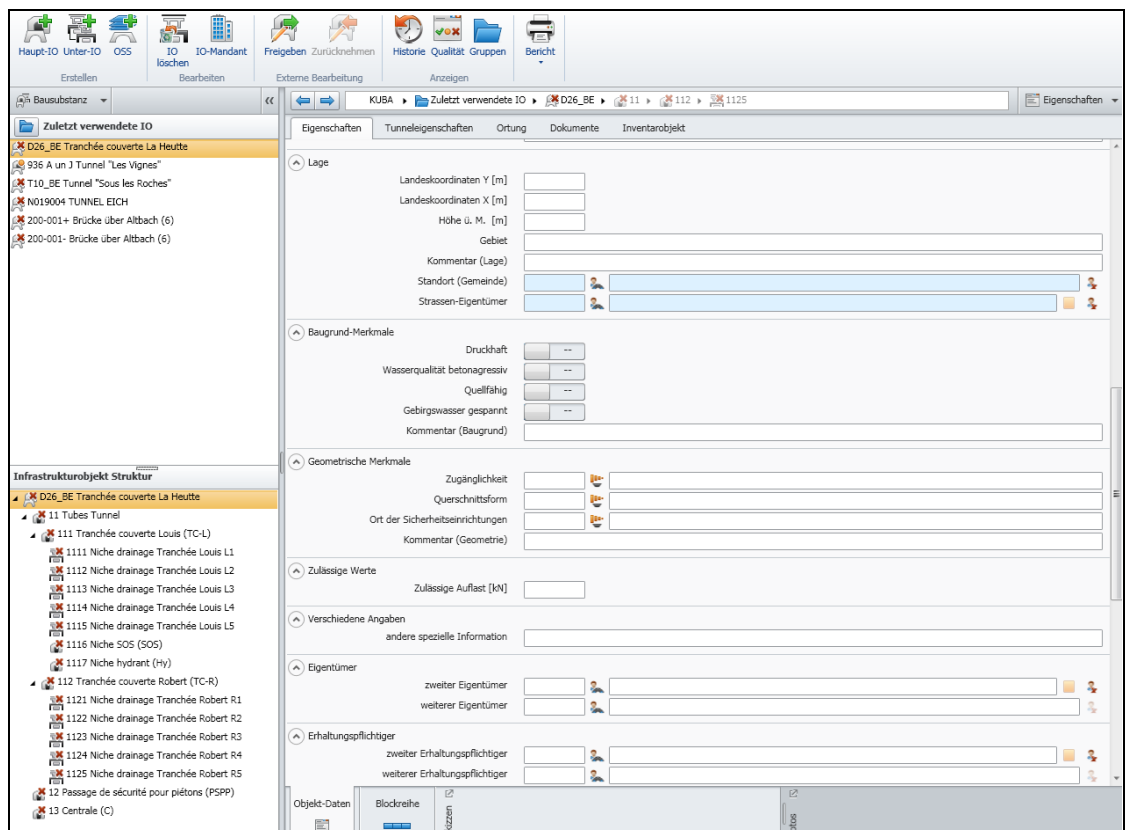 Haupt-IO Unter-IO OSS IO löschen IO-Mandant Freigeben Zurücknehmen Historie Qualität Gruppen Bericht
Erstellen Bearbeiten Externe Bearbeitung Anzeigen
Bausubstanz
KUBA Zuletzt verwendete IO D26_BE 11 112 1125
Eigenschaften
Zuletzt verwendete IO
D26_BE Tranchée couverte La Heutte
936 A un J Tunnel "Les Vignes"
T10_BE Tunnel "Sous les Roches"
N019004 TUNNEL EICH
200-001+ Brücke über Altbach (6)
200-001- Brücke über Altbach (6)
Infrastrukturobjekt Struktur
D26_BE Tranchée couverte La Heutte
11 Tubes Tunnel
111 Tranchée couverte Louis (TC-L)
1111 Niche drainage Tranchée Louis L1
1112 Niche drainage Tranchée Louis L2
1113 Niche drainage Tranchée Louis L3
1114 Niche drainage Tranchée Louis L4
1115 Niche drainage Tranchée Louis L5
1116 Niche SOS (SOS)
1117 Niche hydrant (Hy)
112 Tranchée couverte Robert (TC-R)
1121 Niche drainage Tranchée Robert R1
1122 Niche drainage Tranchée Robert R2
1123 Niche drainage Tranchée Robert R3
1124 Niche drainage Tranchée Robert R4
1125 Niche drainage Tranchée Robert R5
12 Passage de sécurité pour piétons (PSPP)
13 Centrale (C)
Eigenschaften Tunneleigenschaften Ortung Dokumente Inventarobjekt
Lage
Landeskoordinaten Y [m]
Landeskoordinaten X [m]
Höhe ü. M. [m]
Gebiet
Kommentar (Lage)
Standort (Gemeinde)
Strassen-Eigentümer
Baugrund-Merkmale
Druckhaft --
Wasserqualität betonagressiv --
Quellfähig --
Gebirgswasser gespannt --
Kommentar (Baugrund)
Geometrische Merkmale
Zugänglichkeit
Querschnittsform
Ort der Sicherheitseinrichtungen
Kommentar (Geometrie)
Zulässige Werte
Zulässige Auflast [kN]
Verschiedene Angaben
andere spezielle Information
Eigentümer
zweiter Eigentümer
weiterer Eigentümer
Erhaltungspflichtiger
zweiter Erhaltungspflichtiger
weiterer Erhaltungspflichtiger
Objekt-Daten Blockreihe